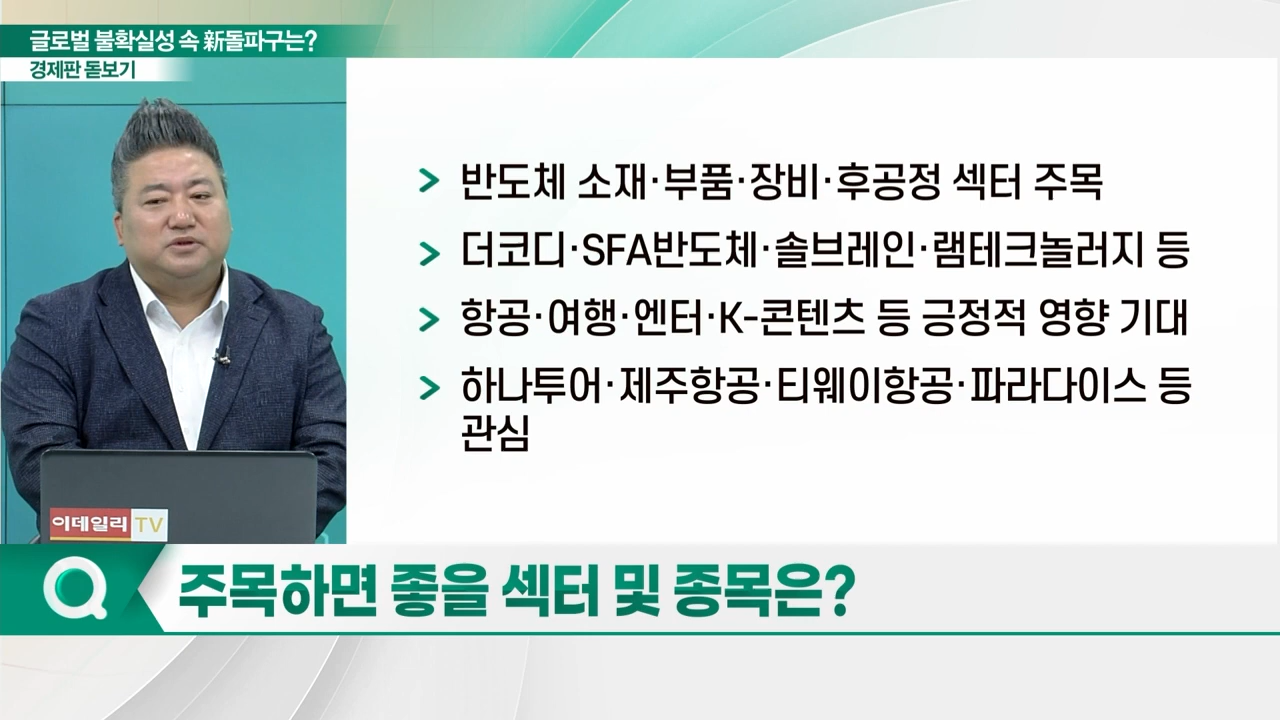 글로벌 불확실성 속 新돌파구는?
경제판 돋보기
> 반도체 소재·부품·장비·후공정 섹터 주목
> 더코디·SFA반도체·솔브레인·램테크놀러지 등
> 항공·여행·엔터·K-콘텐츠 등 긍정적 영향 기대
> 하나투어·제주항공·티웨이항공·파라다이스 등
관심
이데일리 TV
Q 주목하면 좋을 섹터 및 종목은?